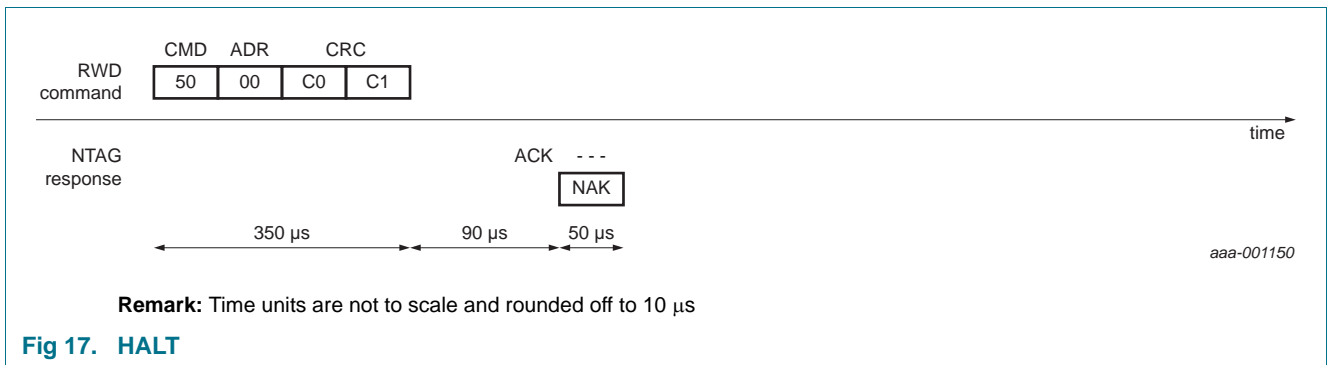 CMD ADR CRC
RWD command 50 00 C0 C1
time
NTAG response ACK - - -
NAK
350 µs 90 µs 50 µs
aaa-001150
Remark: Time units are not to scale and rounded off to 10 µs
Fig 17. HALT